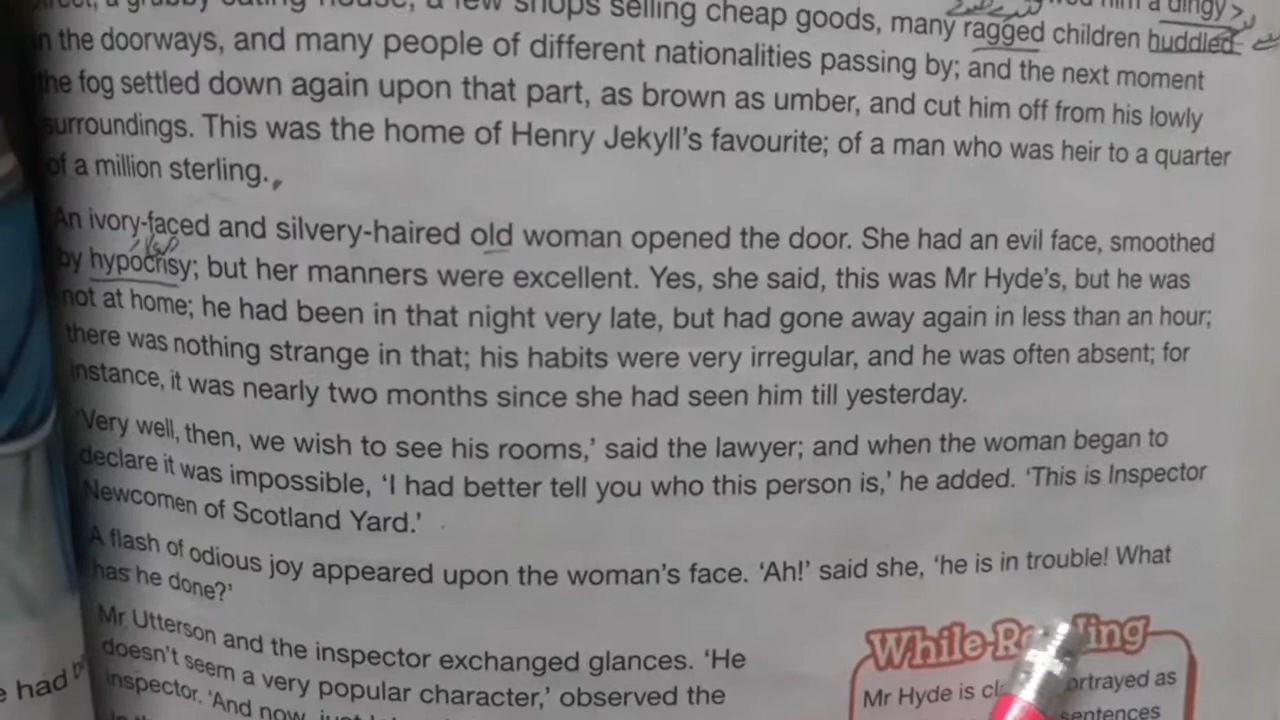 a grubby eating house, a few shops selling cheap goods, many ragged children huddled
in the doorways, and many people of different nationalities passing by; and the next moment
the fog settled down again upon that part, as brown as umber, and cut him off from his lowly
surroundings. This was the home of Henry Jekyll's favourite; of a man who was heir to a quarter
of a million sterling.
An ivory-faced and silvery-haired old woman opened the door. She had an evil face, smoothed
by hypocrisy; but her manners were excellent. Yes, she said, this was Mr Hyde's, but he was
not at home; he had been in that night very late, but had gone away again in less than an hour;
there was nothing strange in that; his habits were very irregular, and he was often absent; for
instance, it was nearly two months since she had seen him till yesterday.
'Very well, then, we wish to see his rooms,' said the lawyer; and when the woman began to
declare it was impossible, 'I had better tell you who this person is,' he added. 'This is Inspector
Newcomen of Scotland Yard.'
A flash of odious joy appeared upon the woman's face. 'Ah!' said she, 'he is in trouble! What
has he done?'
Mr Utterson and the inspector exchanged glances. 'He
doesn't seem a very popular character,' observed the
inspector. 'And now, just
him a dingy
had
While Reading
Mr Hyde is portrayed as
sentences